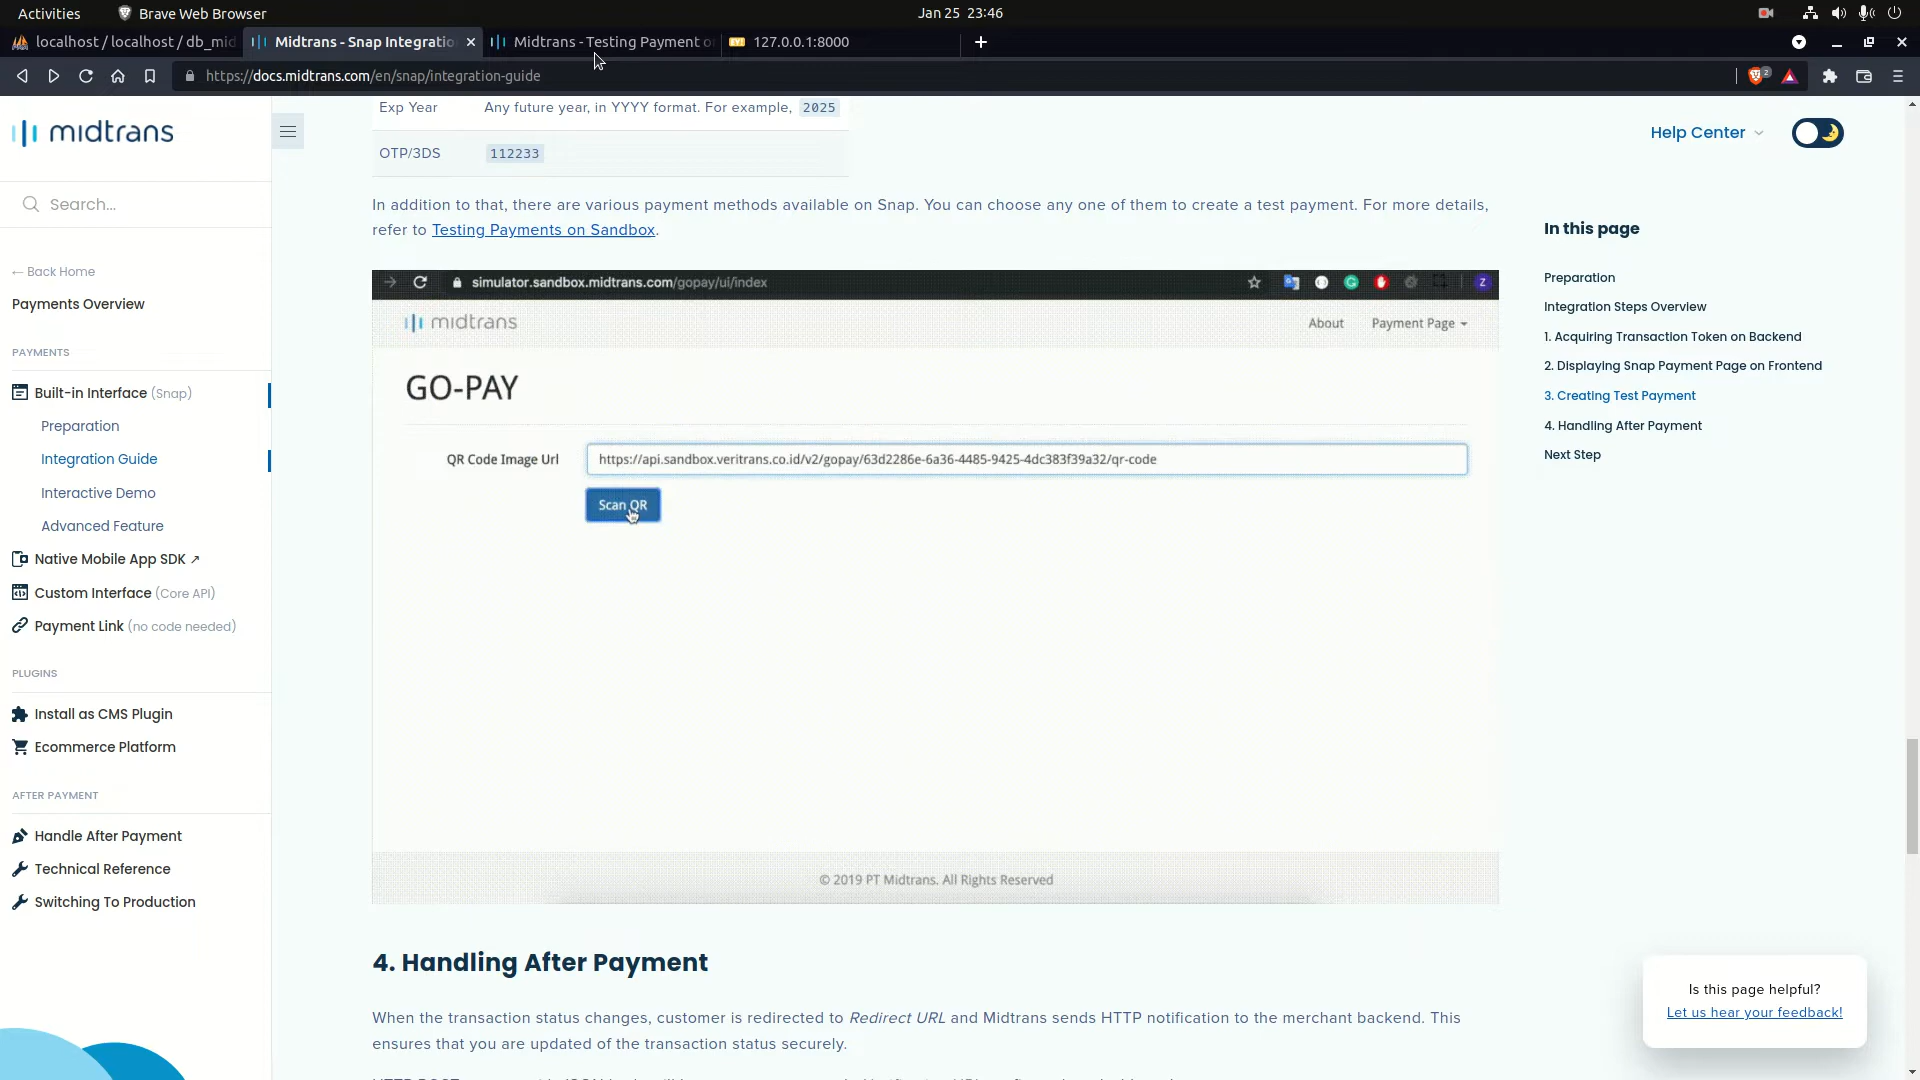 Activities
Brave Web Browser
Jan 25 23:46
localhost / localhost / db_mid
Midtrans - Snap Integratio
Midtrans - Testing Payment o
127.0.0.1:8000
https://docs.midtrans.com/en/snap/integration-guide
2
midtrans
Search...
← Back Home
Payments Overview
PAYMENTS
Built-in Interface (Snap)
Preparation
Integration Guide
Interactive Demo
Advanced Feature
Native Mobile App SDK ↗
Custom Interface (Core API)
Payment Link (no code needed)
PLUGINS
Install as CMS Plugin
Ecommerce Platform
AFTER PAYMENT
Handle After Payment
Technical Reference
Switching To Production
Exp Year Any future year, in YYYY format. For example, 2025
OTP/3DS 112233
In addition to that, there are various payment methods available on Snap. You can choose any one of them to create a test payment. For more details,
refer to Testing Payments on Sandbox.
simulator.sandbox.midtrans.com/gopay/ui/index
Z
midtrans
About
Payment Page
GO-PAY
QR Code Image Url
https://api.sandbox.veritrans.co.id/v2/gopay/63d2286e-6a36-4485-9425-4dc383f39a32/qr-code
Scan QR
© 2019 PT Midtrans. All Rights Reserved
4. Handling After Payment
When the transaction status changes, customer is redirected to Redirect URL and Midtrans sends HTTP notification to the merchant backend. This
ensures that you are updated of the transaction status securely.
Help Center
In this page
Preparation
Integration Steps Overview
1. Acquiring Transaction Token on Backend
2. Displaying Snap Payment Page on Frontend
3. Creating Test Payment
4. Handling After Payment
Next Step
Is this page helpful?
Let us hear your feedback!